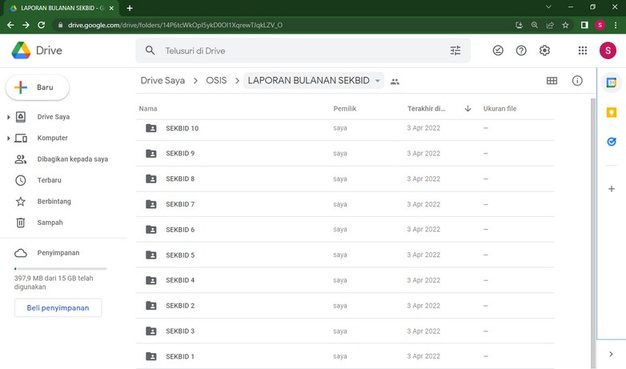 LAPORAN BULANAN SEKBID - G
drive.google.com/drive/folders/
Drive
Telusuri di Drive
S
Baru
Drive Saya
Komputer
Dibagikan kepada saya
Terbaru
Berbintang
Sampah
Penyimpanan
397,9 MB dari 15 GB telah
digunakan
Beli penyimpanan
Drive Saya > OSIS > LAPORAN BULANAN SEKBID
Nama Pemilik Terakhir di... Ukuran file
SEKBID 10 saya 3 Apr 2022 —
SEKBID 9 saya 3 Apr 2022 —
SEKBID 8 saya 3 Apr 2022 —
SEKBID 7 saya 3 Apr 2022 —
SEKBID 6 saya 3 Apr 2022 —
SEKBID 5 saya 3 Apr 2022 —
SEKBID 4 saya 3 Apr 2022 —
SEKBID 2 saya 3 Apr 2022 —
SEKBID 3 saya 3 Apr 2022 —
SEKBID 1 saya 3 Apr 2022 —